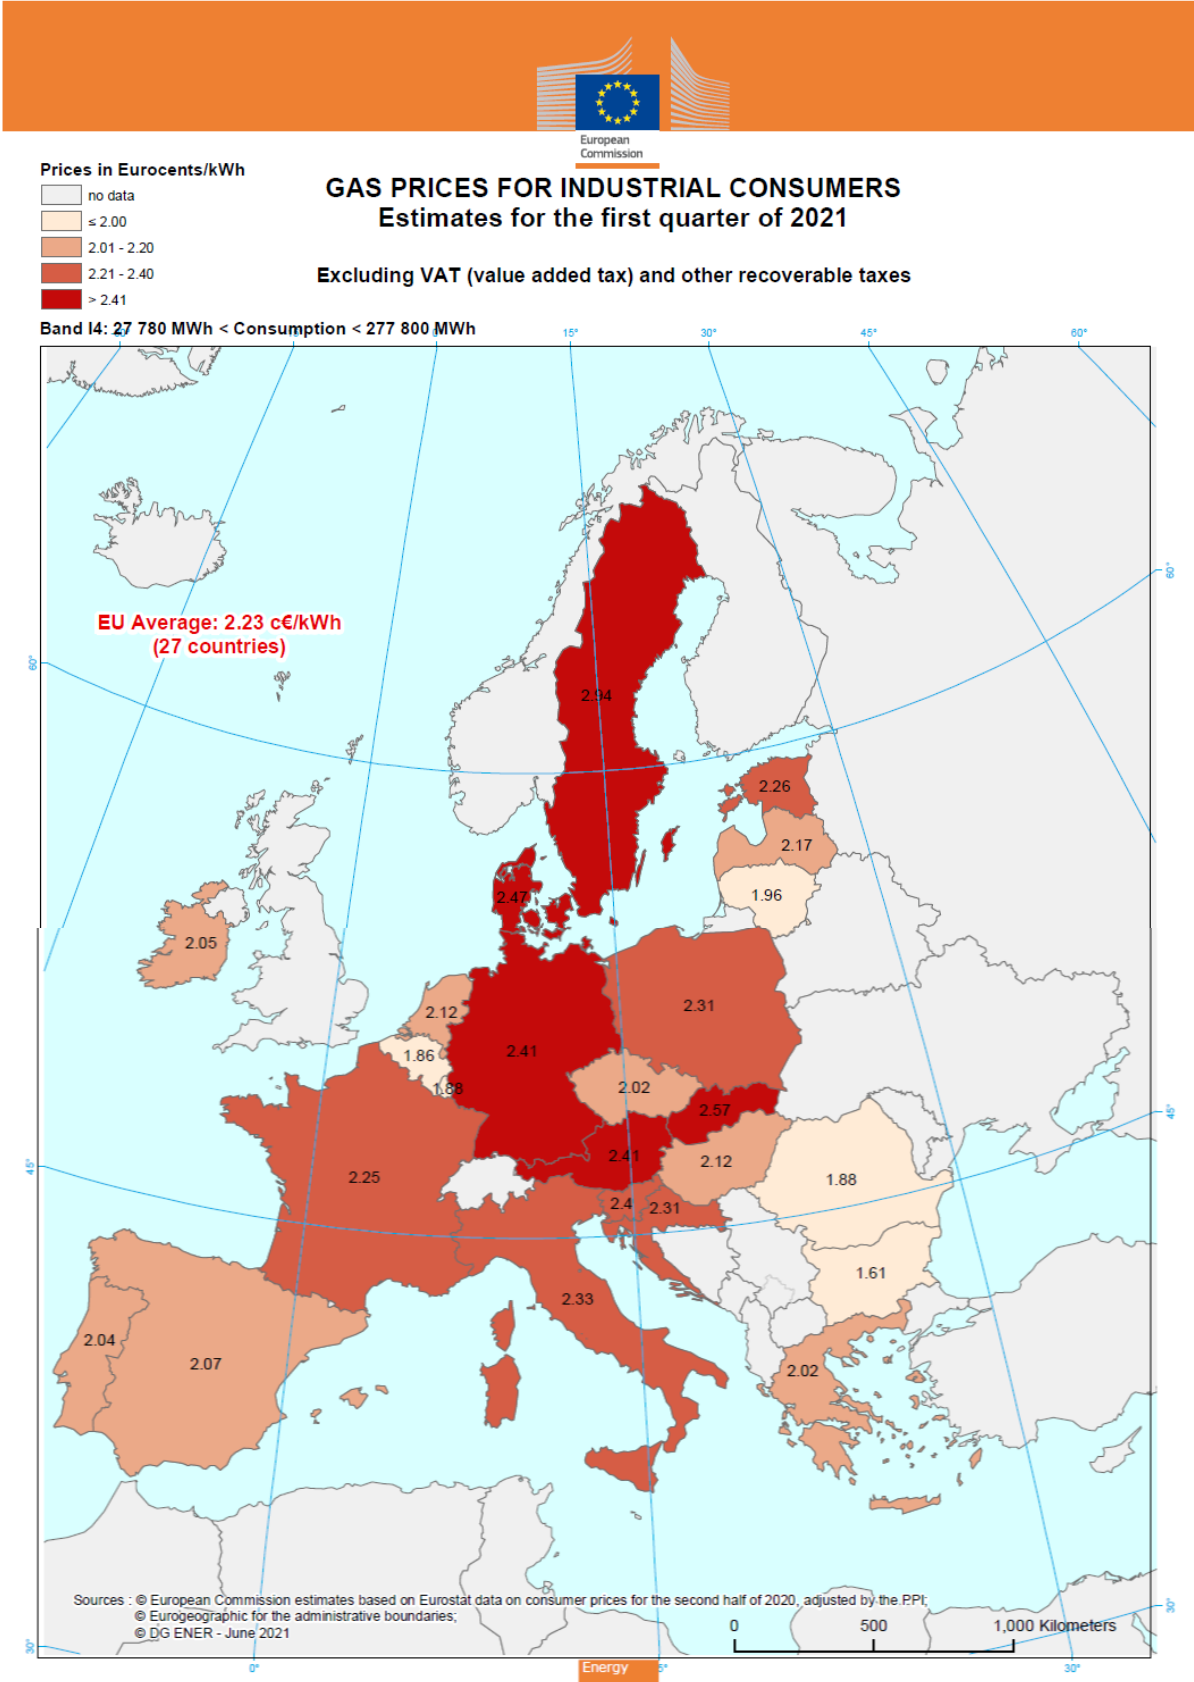 European
Commission
Prices in Eurocents/kWh
no data
≤ 2.00
2.01 - 2.20
2.21 - 2.40
> 2.41
GAS PRICES FOR INDUSTRIAL CONSUMERS
Estimates for the first quarter of 2021
Excluding VAT (value added tax) and other recoverable taxes
Band I4: 27 780 MWh < Consumption < 277 800 MWh
15°
30°
45°
60°
60°
EU Average: 2.23 c€/kWh
(27 countries)
60°
2.94
2.26
2.17
1.96
2.47
2.05
2.31
2.12
2.41
1.86
2.02
1.88
2.57
45°
2.41
2.12
45°
2.25
1.88
2.4
2.31
1.61
2.33
2.04
2.07
2.02
Sources : © European Commission estimates based on Eurostat data on consumer prices for the second half of 2020, adjusted by the PPI;
© Eurogeographic for the administrative boundaries;
© DG ENER - June 2021
0 500 1,000 Kilometers
30°
30°
0°
Energy
5°
30°